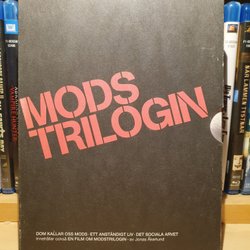 MODS
TRILOGIN
DOM KALLAR OSS MODS · ETT ANSTÄNDIGT LIV · DET SOCIALA ARVET
innehåller också EN FILM OM MODSTRILOGIN - av Jonas Åkerlund